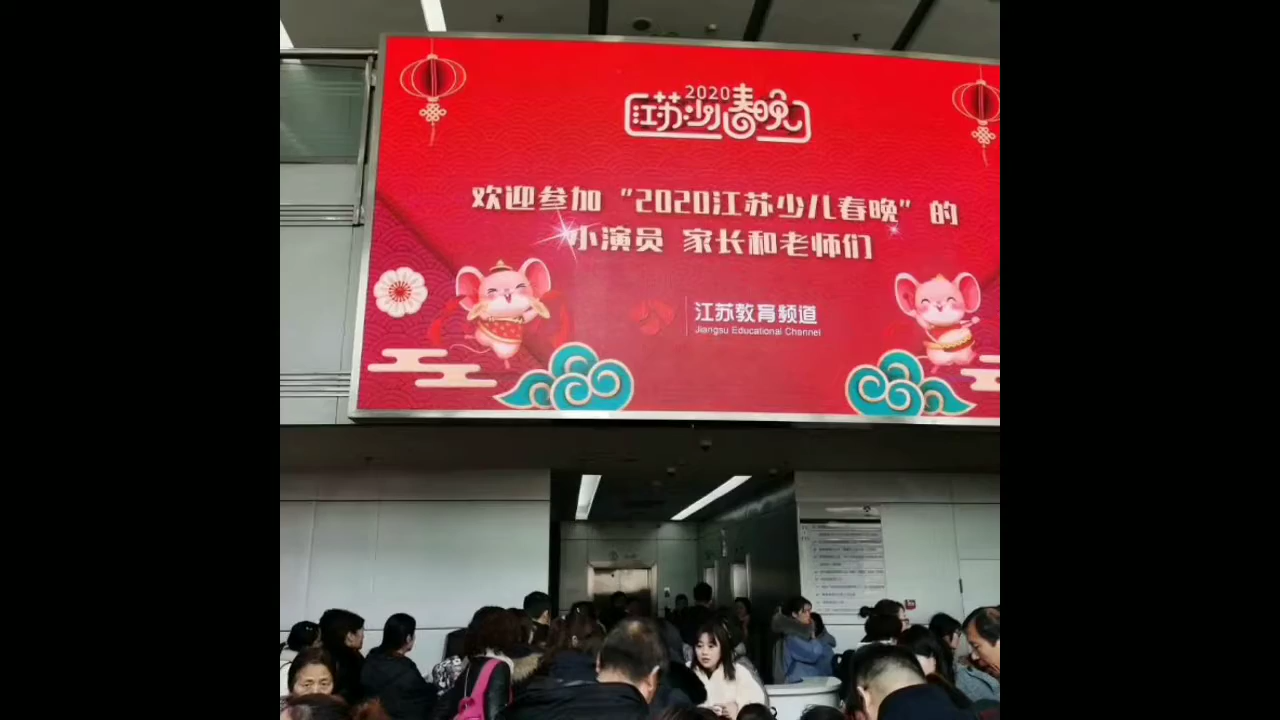 2020
江苏少儿春晚
欢迎参加“2020江苏少儿春晚”的
小演员 家长和老师们
江苏教育频道
Jiangsu Educational Channel